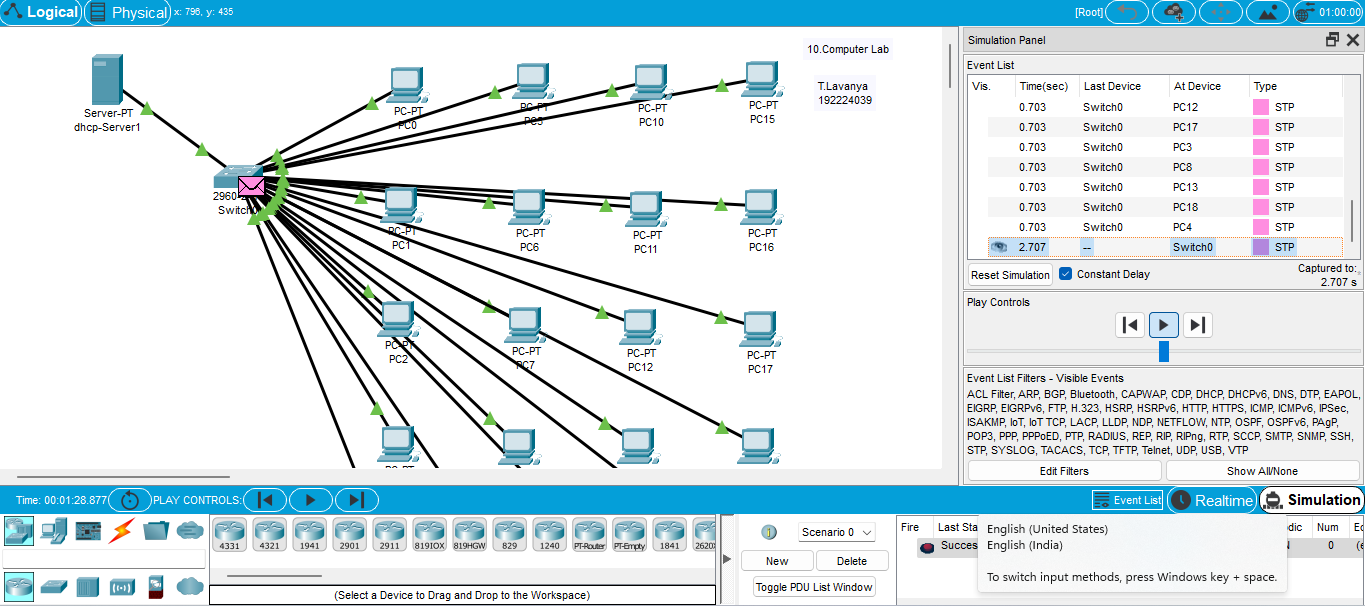 Logical
Physical
x: 796, y: 435
[Root]
01:00:00
10.Computer Lab
T.Lavanya
192224039
Server-PT
dhcp-Server1
2960-
Switch0
PC-PT
PC0
PC-PT
PC5
PC-PT
PC10
PC-PT
PC15
PC-PT
PC1
PC-PT
PC6
PC-PT
PC11
PC-PT
PC16
PC-PT
PC2
PC-PT
PC7
PC-PT
PC12
PC-PT
PC17
PC-PT
Simulation Panel
Event List
Vis. Time(sec) Last Device At Device Type
0.703 Switch0 PC12 STP
0.703 Switch0 PC17 STP
0.703 Switch0 PC3 STP
0.703 Switch0 PC8 STP
0.703 Switch0 PC13 STP
0.703 Switch0 PC18 STP
0.703 Switch0 PC4 STP
2.707 -- Switch0 STP
Reset Simulation
Constant Delay
Captured to:
2.707 s
Play Controls
Event List Filters - Visible Events
ACL Filter, ARP, BGP, Bluetooth, CAPWAP, CDP, DHCP, DHCPv6, DNS, DTP, EAPOL,
EIGRP, EIGRPv6, FTP, H.323, HSRP, HSRPv6, HTTP, HTTPS, ICMP, ICMPv6, IPSec,
ISAKMP, IoT, IoT TCP, LACP, LLDP, NDP, NETFLOW, NTP, OSPF, OSPFv6, PAgP,
POP3, PPP, PPPoED, PTP, RADIUS, REP, RIP, RIPng, RTP, SCCP, SMTP, SNMP, SSH,
STP, SYSLOG, TACACS, TCP, TFTP, Telnet, UDP, USB, VTP
Edit Filters
Show All/None
Time: 00:01:28.877
PLAY CONTROLS:
Event List
Realtime
Simulation
4331 4321 1941 2901 2911 819IOX 819HGW 829 1240 PT-Router PT-Empty 1841 2620X
(Select a Device to Drag and Drop to the Workspace)
Scenario 0
New
Delete
Toggle PDU List Window
Fire Last Sta
dic Num Ed
Succes
0 (e
English (United States)
English (India)
To switch input methods, press Windows key + space.